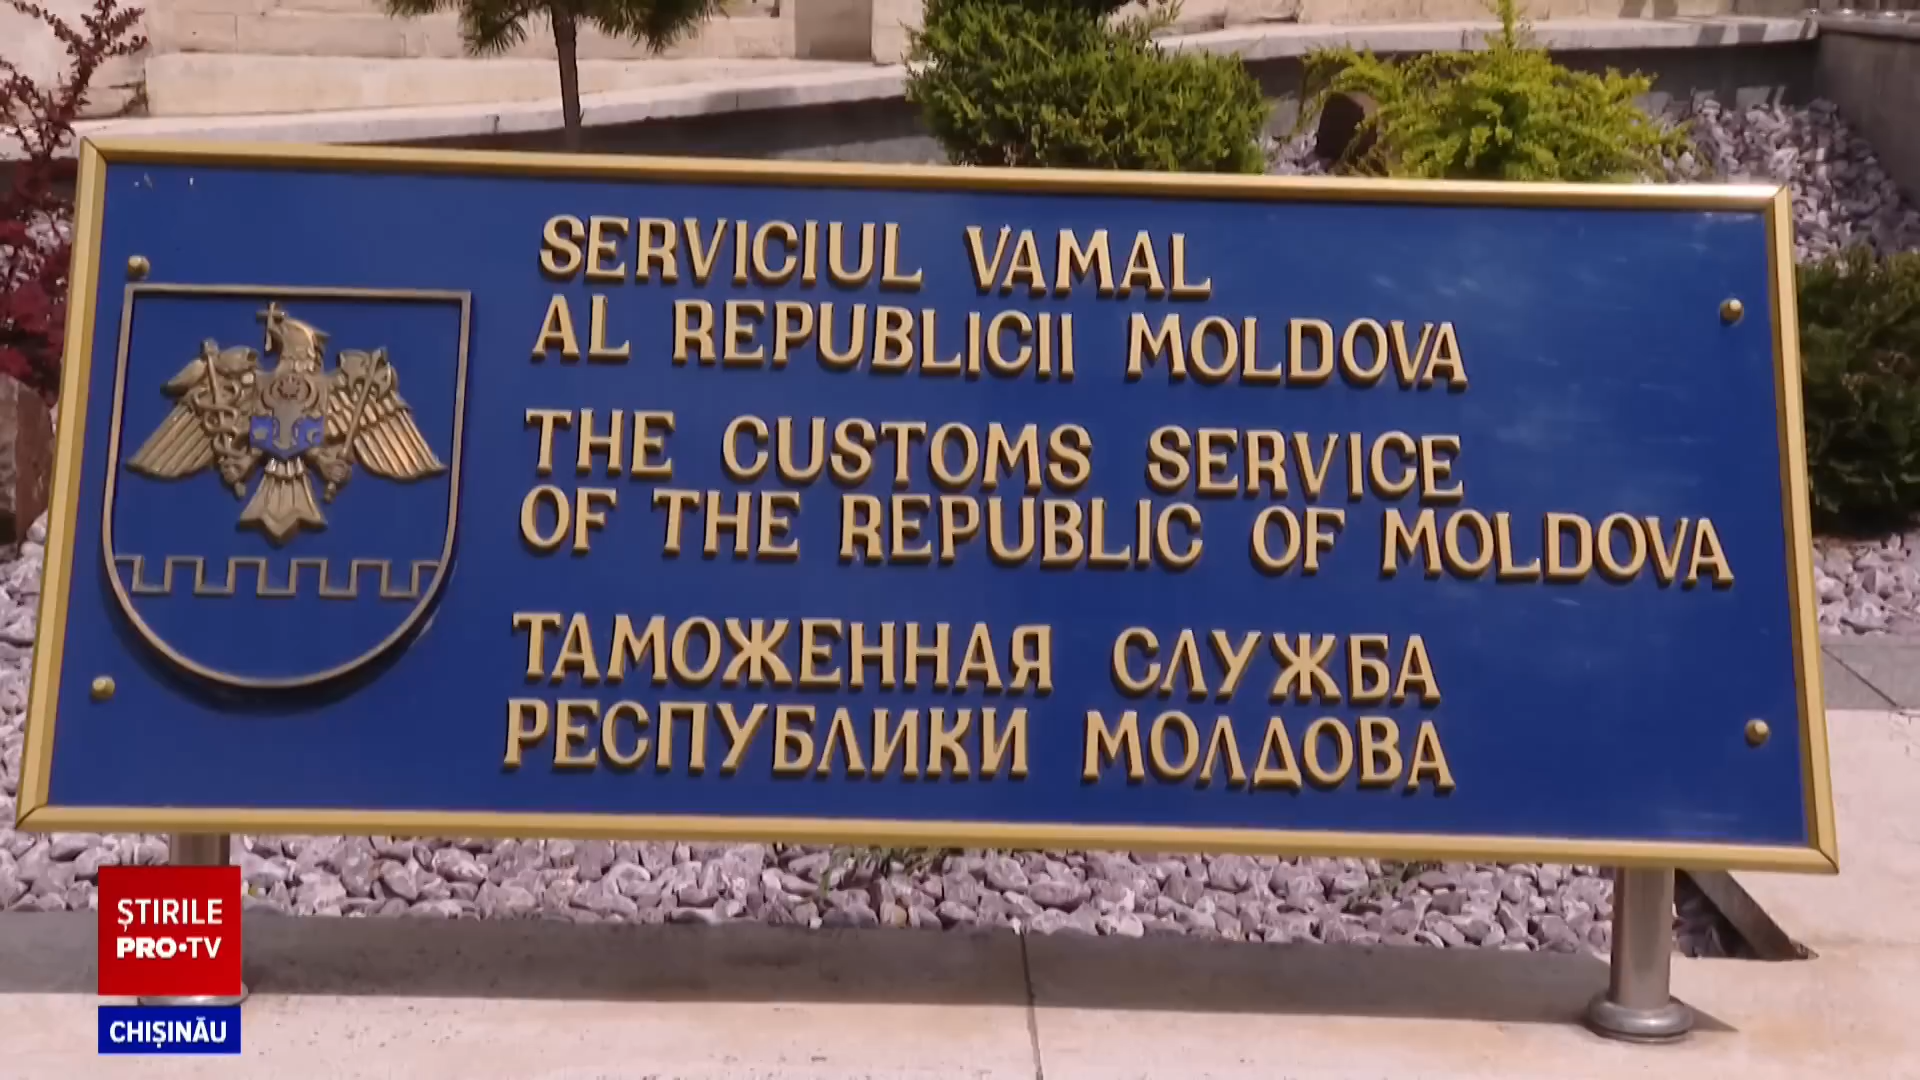 SERVICIUL VAMAL
AL REPUBLICII MOLDOVA
THE CUSTOMS SERVICE
OF THE REPUBLIC OF MOLDOVA
ТАМОЖЕННАЯ СЛУЖБА
РЕСПУБЛИКИ МОЛДОВА
ȘTIRILE
PRO•TV
CHIȘINĂU